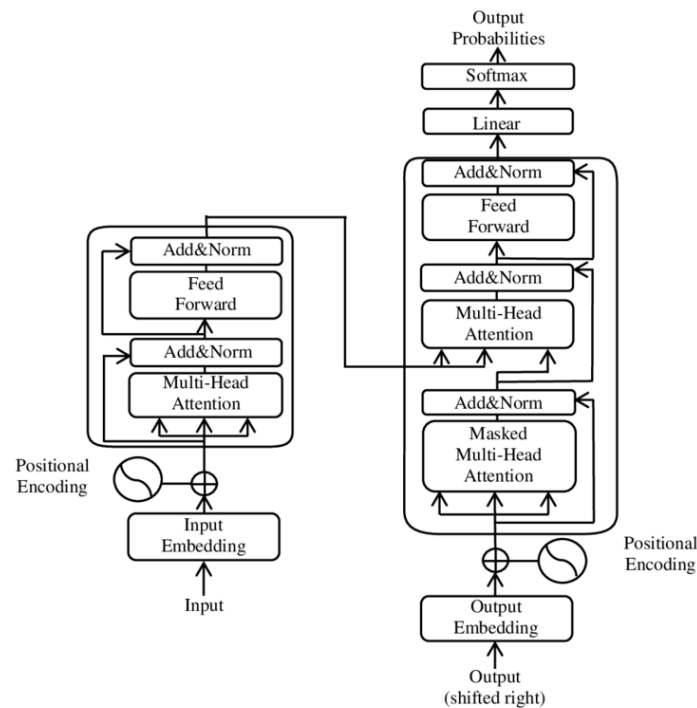 Output
Probabilities
Softmax
Linear
Add&Norm
Feed
Forward
Add&Norm
Multi-Head
Attention
Add&Norm
Masked
Multi-Head
Attention
Positional
Encoding
Output
Embedding
Output
(shifted right)
Add&Norm
Feed
Forward
Add&Norm
Multi-Head
Attention
Positional
Encoding
Input
Embedding
Input